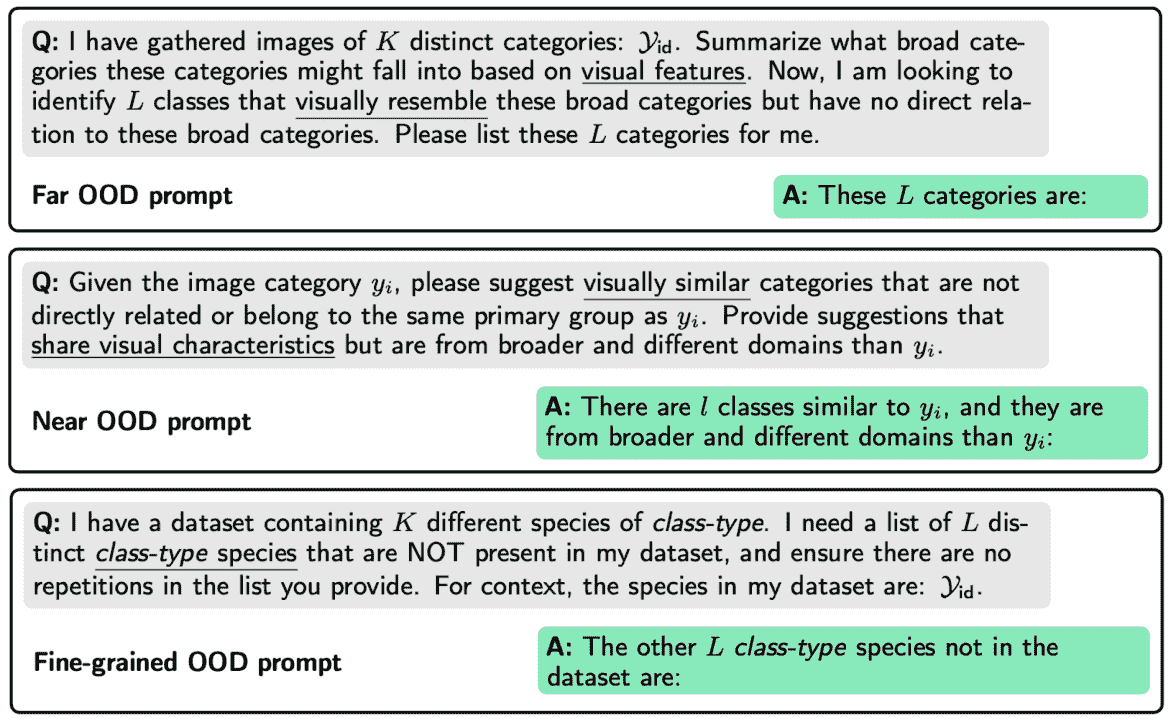 Q: I have gathered images of K distinct categories: 𝒴id. Summarize what broad cate-
gories these categories might fall into based on visual features. Now, I am looking to
identify L classes that visually resemble these broad categories but have no direct rela-
tion to these broad categories. Please list these L categories for me.
Far OOD prompt
A: These L categories are:
Q: Given the image category yi, please suggest visually similar categories that are not
directly related or belong to the same primary group as yi. Provide suggestions that
share visual characteristics but are from broader and different domains than yi.
Near OOD prompt
A: There are l classes similar to yi, and they are
from broader and different domains than yi:
Q: I have a dataset containing K different species of class-type. I need a list of L dis-
tinct class-type species that are NOT present in my dataset, and ensure there are no
repetitions in the list you provide. For context, the species in my dataset are: 𝒴id.
Fine-grained OOD prompt
A: The other L class-type species not in the
dataset are: